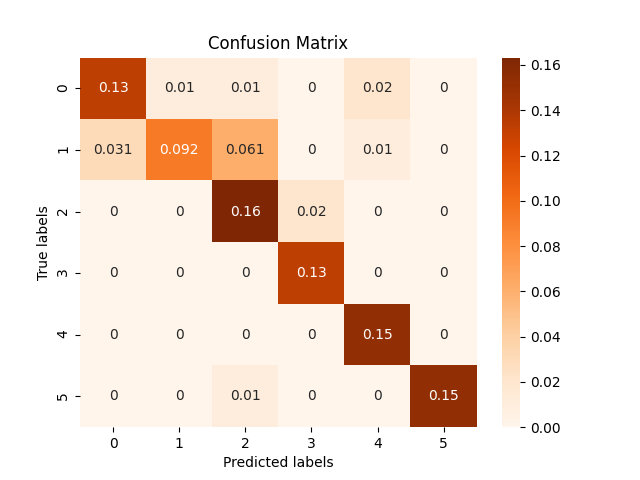 Confusion Matrix
0 0.13 0.01 0.01 0 0.02 0
1 0.031 0.092 0.061 0 0.01 0
2 0 0 0.16 0.02 0 0
3 0 0 0 0.13 0 0
4 0 0 0 0 0.15 0
5 0 0 0.01 0 0 0.15
0 1 2 3 4 5
True labels
Predicted labels
0.16
0.14
0.12
0.10
0.08
0.06
0.04
0.02
0.00